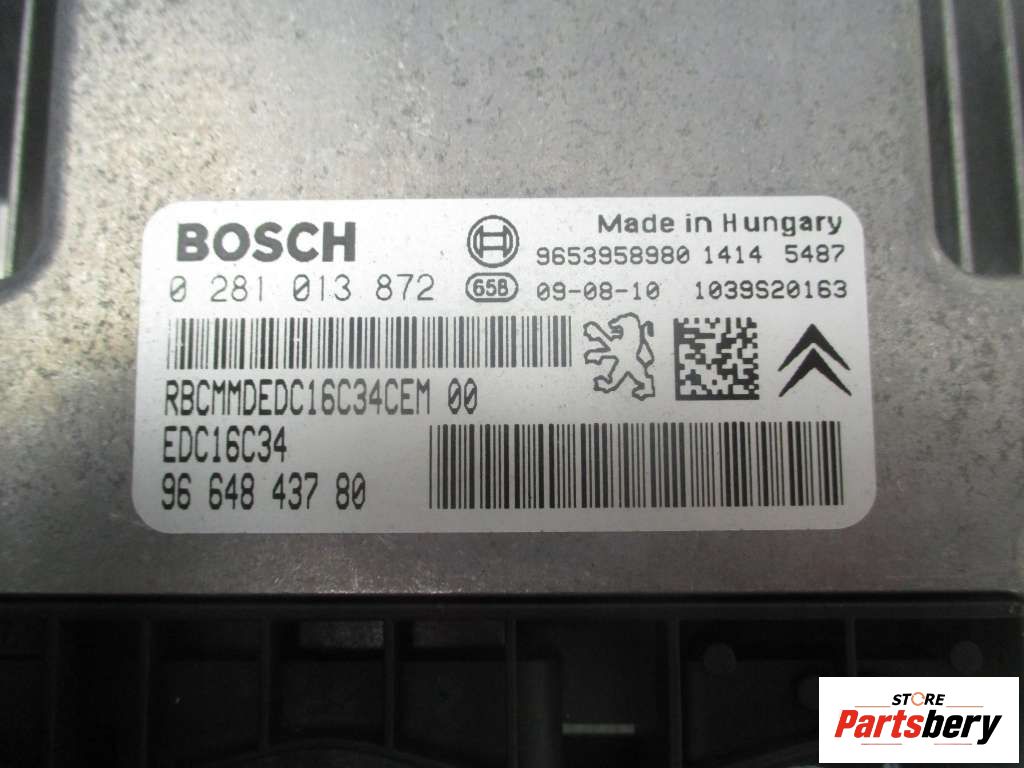 BOSCH
Made in Hungary
9653958980 1414 5487
0 281 013 872
65B
09-08-10 1039S20163
RBCMMDEDC16C34CEM 00
EDC16C34
96 648 437 80
STORE
Partsbery